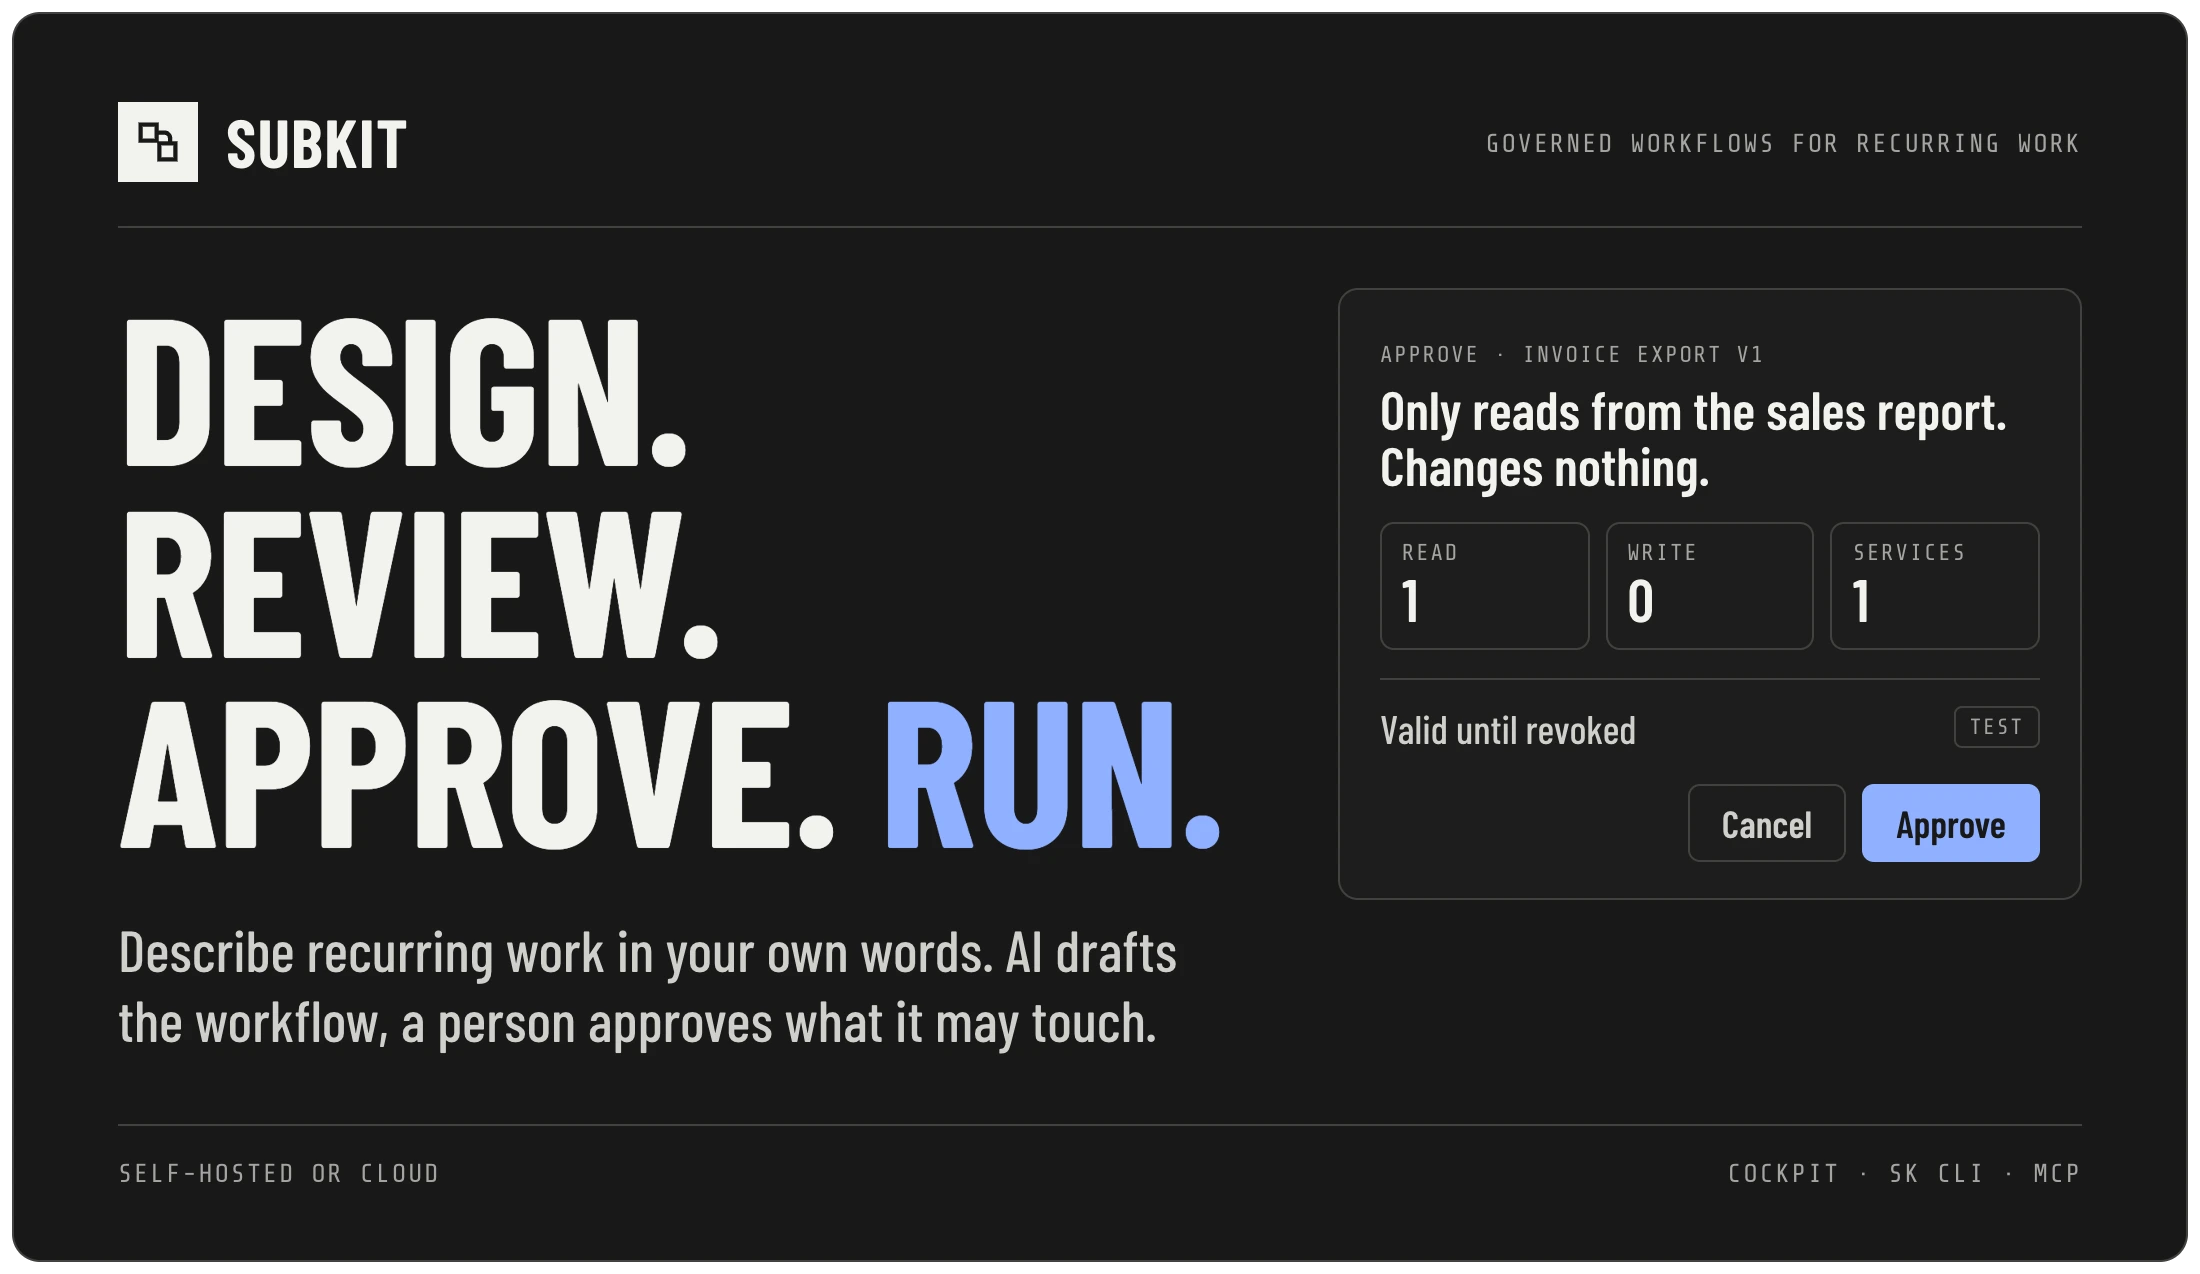 SUBKIT
GOVERNED WORKFLOWS FOR RECURRING WORK
DESIGN.
REVIEW.
APPROVE. RUN.
Describe recurring work in your own words. AI drafts
the workflow, a person approves what it may touch.
APPROVE · INVOICE EXPORT V1
Only reads from the sales report.
Changes nothing.
READ
1
WRITE
0
SERVICES
1
Valid until revoked
TEST
Cancel
Approve
SELF-HOSTED OR CLOUD
COCKPIT · SK CLI · MCP